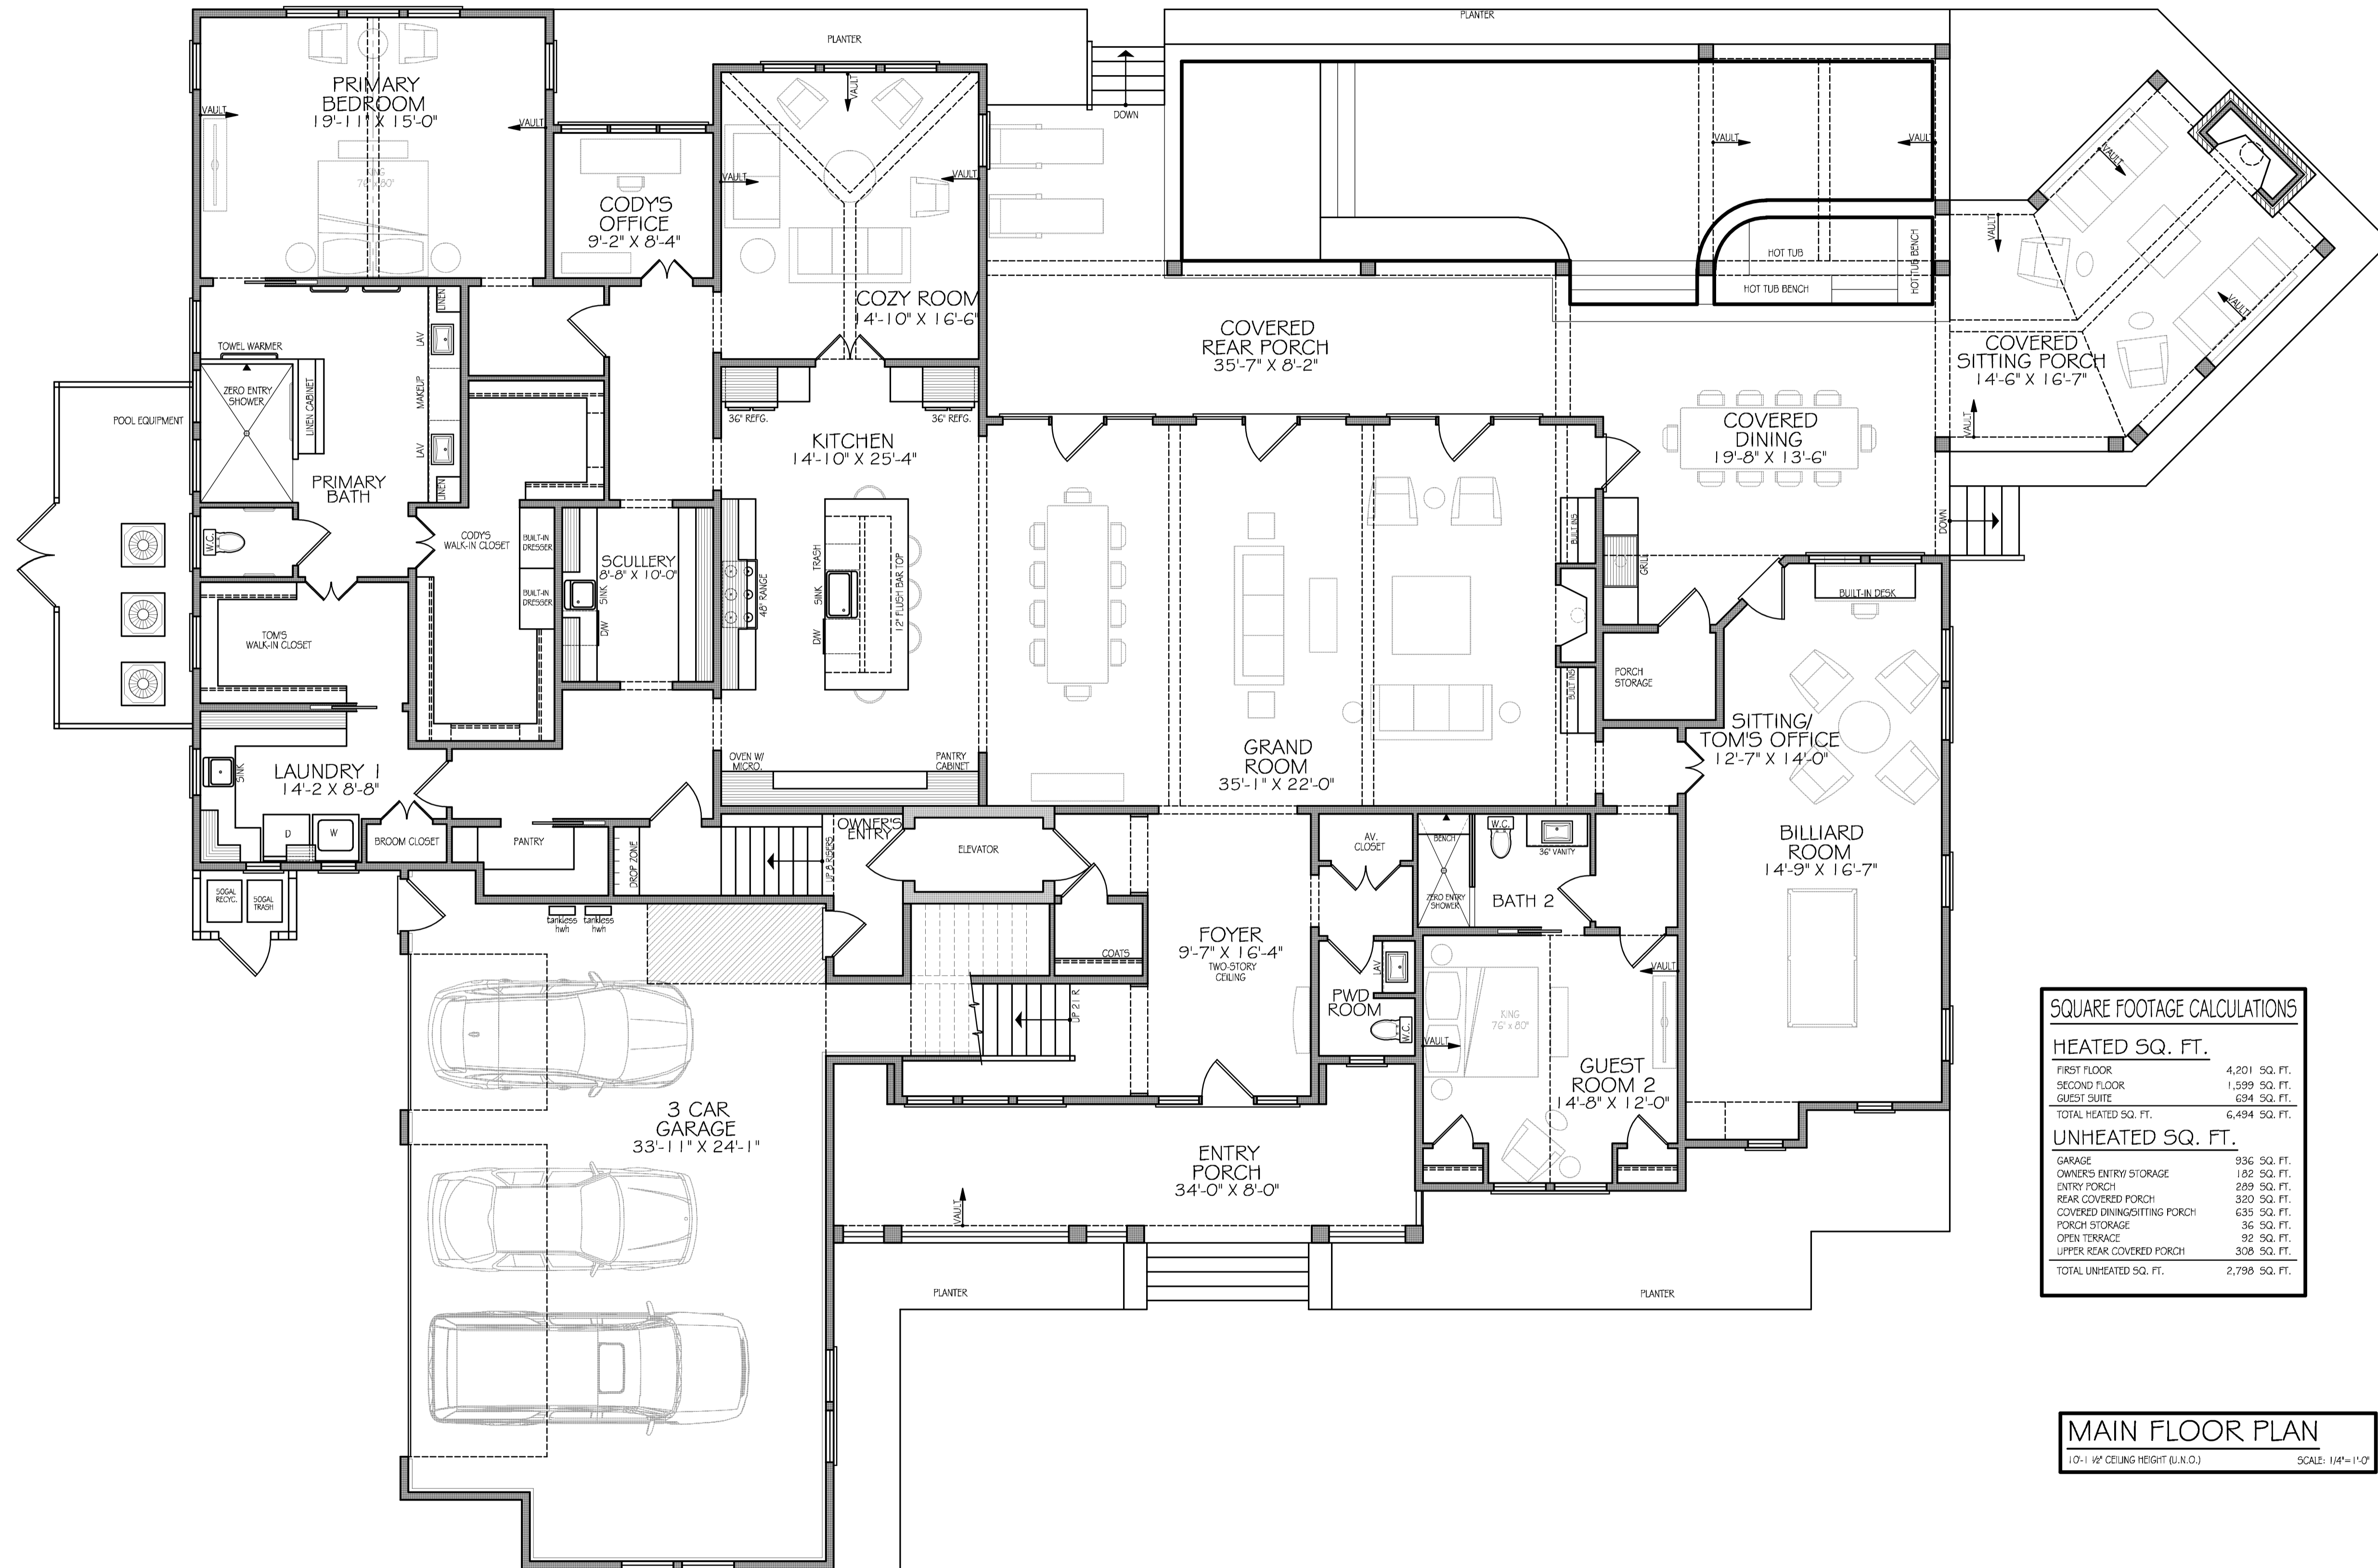 PLANTER
PLANTER
PRIMARY
BEDROOM
19'-11" X 15'-0"
VAULT
VAULT
KING
76" x 80"
CODY'S
OFFICE
9'-2" X 8'-4"
VAULT
VAULT
VAULT
COZY ROOM
14'-10" X 16'-6"
DOWN
VAULT
VAULT
HOT TUB
HOT TUB BENCH
HOT TUB BENCH
VAULT
VAULT
VAULT
VAULT
COVERED
SITTING PORCH
14'-6" X 16'-7"
COVERED
REAR PORCH
35'-7" X 8'-2"
COVERED
DINING
19'-8" X 13'-6"
DOWN
TOWEL WARMER
ZERO ENTRY
SHOWER
LINEN CABINET
LINEN
LAV
MAKEUP
LAV
LINEN
PRIMARY
BATH
W.C.
POOL EQUIPMENT
36" REFG.
36" REFG.
KITCHEN
14'-10" X 25'-4"
CODY'S
WALK-IN CLOSET
BUILT-IN
DRESSER
BUILT-IN
DRESSER
SCULLERY
8'-8" X 10'-0"
SINK
D/W
48" RANGE
TRASH
SINK
D/W
12" FLUSH BAR TOP
BUILT INS
BUILT INS
GRILL
BUILT-IN DESK
TOM'S
WALK-IN CLOSET
PORCH
STORAGE
SITTING/
TOM'S OFFICE
12'-7" X 14'-0"
GRAND
ROOM
35'-1" X 22'-0"
OVEN W/
MICRO.
PANTRY
CABINET
SINK
LAUNDRY 1
14'-2 X 8'-8"
D
W
BROOM CLOSET
PANTRY
DROP ZONE
UP 8 RISERS
OWNER'S
ENTRY
ELEVATOR
AV.
CLOSET
BENCH
W.C.
36" VANITY
ZERO ENTRY
SHOWER
BATH 2
BILLIARD
ROOM
14'-9" X 16'-7"
SOGAL
RECYC.
SOGAL
TRASH
tankless
hwh
tankless
hwh
COATS
FOYER
9'-7" X 16'-4"
TWO-STORY
CEILING
UP 21 R
LAV
PWD
ROOM
W.C.
VAULT
VAULT
KING
76" x 80"
GUEST
ROOM 2
14'-8" X 12'-0"
3 CAR
GARAGE
33'-11" X 24'-1"
ENTRY
PORCH
34'-0" X 8'-0"
VAULT
PLANTER
PLANTER
SQUARE FOOTAGE CALCULATIONS
HEATED SQ. FT.
FIRST FLOOR 4,201 SQ. FT.
SECOND FLOOR 1,599 SQ. FT.
GUEST SUITE 694 SQ. FT.
TOTAL HEATED SQ. FT. 6,494 SQ. FT.
UNHEATED SQ. FT.
GARAGE 936 SQ. FT.
OWNER'S ENTRY/ STORAGE 182 SQ. FT.
ENTRY PORCH 289 SQ. FT.
REAR COVERED PORCH 320 SQ. FT.
COVERED DINING/SITTING PORCH 635 SQ. FT.
PORCH STORAGE 36 SQ. FT.
OPEN TERRACE 92 SQ. FT.
UPPER REAR COVERED PORCH 308 SQ. FT.
TOTAL UNHEATED SQ. FT. 2,798 SQ. FT.
MAIN FLOOR PLAN
10'-1 ½" CEILING HEIGHT (U.N.O.) SCALE: 1/4"=1'-0"